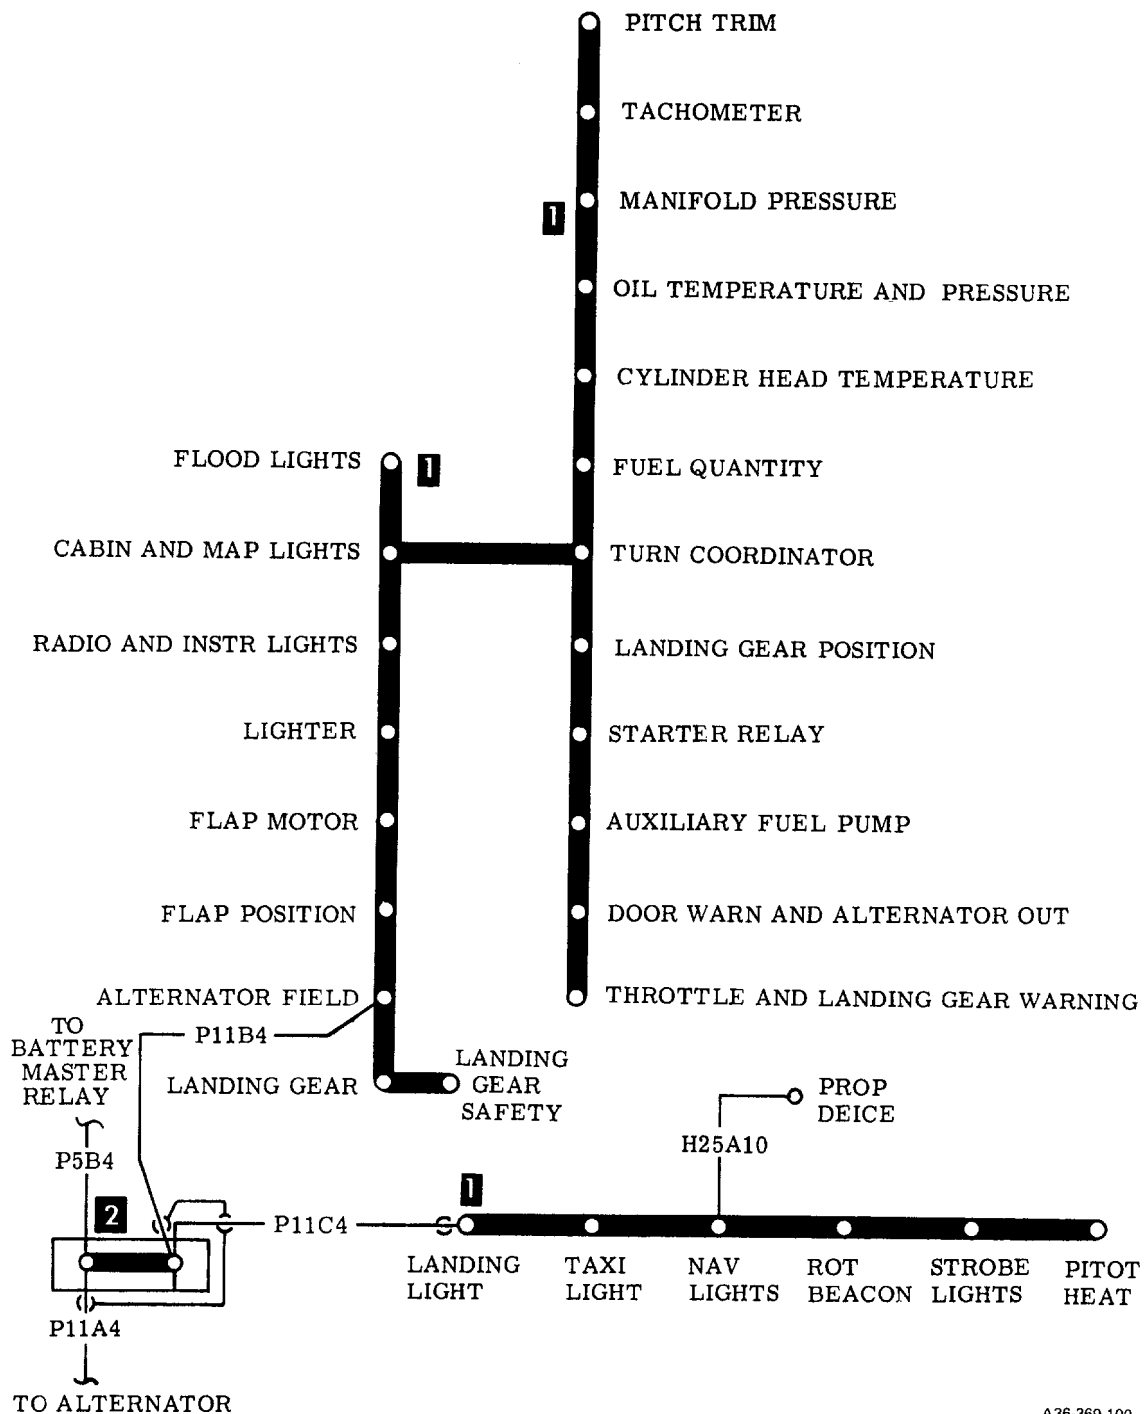 PITCH TRIM
TACHOMETER
MANIFOLD PRESSURE
1
OIL TEMPERATURE AND PRESSURE
CYLINDER HEAD TEMPERATURE
FLOOD LIGHTS
1
FUEL QUANTITY
CABIN AND MAP LIGHTS
TURN COORDINATOR
RADIO AND INSTR LIGHTS
LANDING GEAR POSITION
LIGHTER
STARTER RELAY
FLAP MOTOR
AUXILIARY FUEL PUMP
FLAP POSITION
DOOR WARN AND ALTERNATOR OUT
ALTERNATOR FIELD
THROTTLE AND LANDING GEAR WARNING
TO
BATTERY
MASTER
RELAY
P11B4
LANDING GEAR
LANDING
GEAR
SAFETY
PROP
DEICE
H25A10
P5B4
2
1
P11C4
LANDING
LIGHT
TAXI
LIGHT
NAV
LIGHTS
ROT
BEACON
STROBE
LIGHTS
PITOT
HEAT
P11A4
TO ALTERNATOR